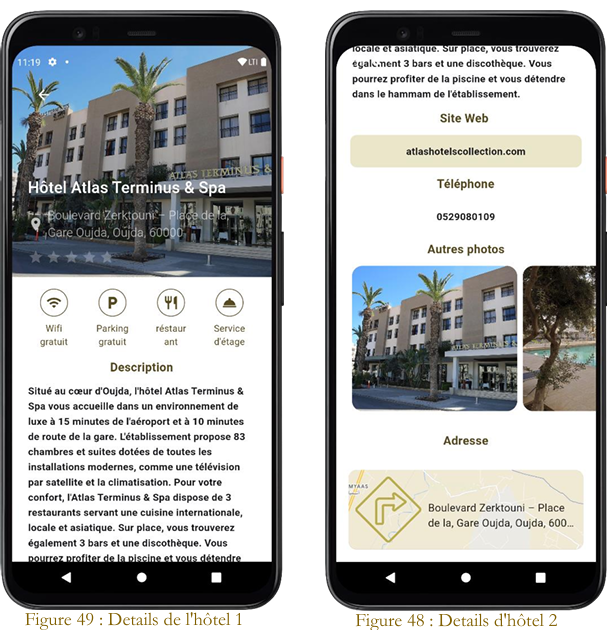 11:19
LTE
Hôtel Atlas Terminus & Spa
Boulevard Zerktouni – Place de la,
Gare Oujda, Oujda, 60000
ATLAS TERMINUS &
Wifi
gratuit
Parking
gratuit
réstaur
ant
Service
d'étage
Description
Situé au cœur d'Oujda, l'hôtel Atlas Terminus &
Spa vous accueille dans un environnement de
luxe à 15 minutes de l'aéroport et à 10 minutes
de route de la gare. L'établissement propose 83
chambres et suites dotées de toutes les
installations modernes, comme une télévision
par satellite et la climatisation. Pour votre
confort, l'Atlas Terminus & Spa dispose de 3
restaurants servant une cuisine internationale,
locale et asiatique. Sur place, vous trouverez
également 3 bars et une discothèque. Vous
pourrez profiter de la piscine et vous détendre
Figure 49 : Details de l'hôtel 1
locale et asiatique. Sur place, vous trouverez
également 3 bars et une discothèque. Vous
pourrez profiter de la piscine et vous détendre
dans le hammam de l'établissement.
Site Web
atlashotelscollection.com
Téléphone
0529080109
Autres photos
ATLAS TERMINUS &
Adresse
MYAAS
Boulevard Zerktouni – Place
de la, Gare Oujda, Oujda, 600...
Figure 48 : Details d'hôtel 2